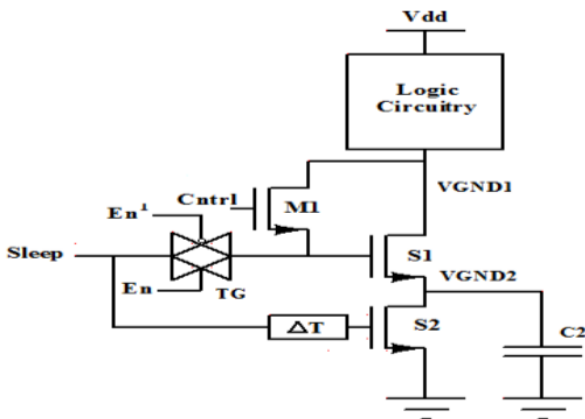 Vdd
Logic
Circuitry
Cntrl
M1
VGND1
En¹
Sleep
S1
VGND2
En
TG
ΔT
S2
C2